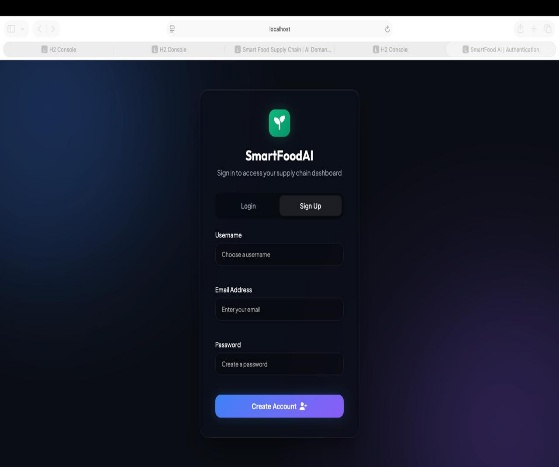 localhost
H2 Console
H2 Console
Smart Food Supply Chain | AI Deman...
H2 Console
SmartFood AI | Authentication
SmartFoodAI
Sign in to access your supply chain dashboard
Login
Sign Up
Username
Choose a username
Email Address
Enter your email
Password
Create a password
Create Account